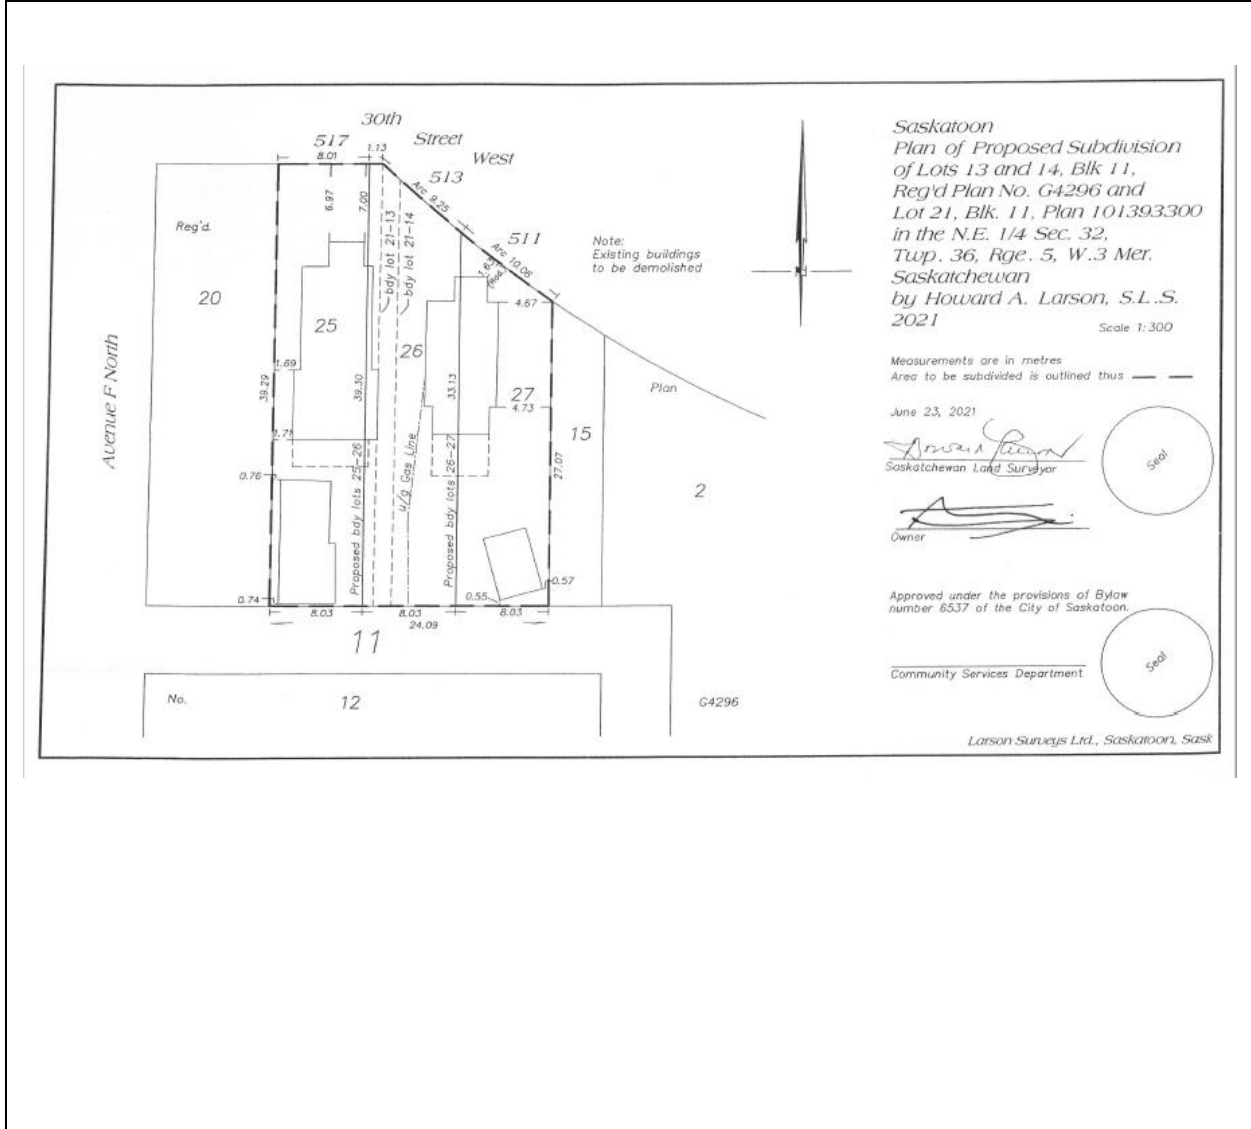 30th
Street
West
517
8.01
1.13
513
Arc 9.25
511
Arc 10.06
1.63
(Rad.)
6.97
7.00
bdy lot 21-13
bdy lot 21-14
Reg'd.
20
25
26
27
15
2
Plan
Note:
Existing buildings
to be demolished
N
4.67
4.73
1.69
1.71
39.29
39.30
33.13
27.07
Avenue F North
0.76
0.74
Proposed bdy lots 25-26
u/g Gas Line
Proposed bdy lots 26-27
0.55
0.57
8.03
8.03
8.03
24.09
11
No.
12
G4296
Saskatoon
Plan of Proposed Subdivision
of Lots 13 and 14, Blk 11,
Reg'd Plan No. G4296 and
Lot 21, Blk. 11, Plan 101393300
in the N.E. 1/4 Sec. 32,
Twp. 36, Rge. 5, W.3 Mer.
Saskatchewan
by Howard A. Larson, S.L.S.
2021
Scale 1:300
Measurements are in metres
Area to be subdivided is outlined thus
June 23, 2021
Saskatchewan Land Surveyor
Seal
Owner
Approved under the provisions of Bylaw
number 6537 of the City of Saskatoon.
Community Services Department
Seal
Larson Surveys Ltd., Saskatoon, Sask